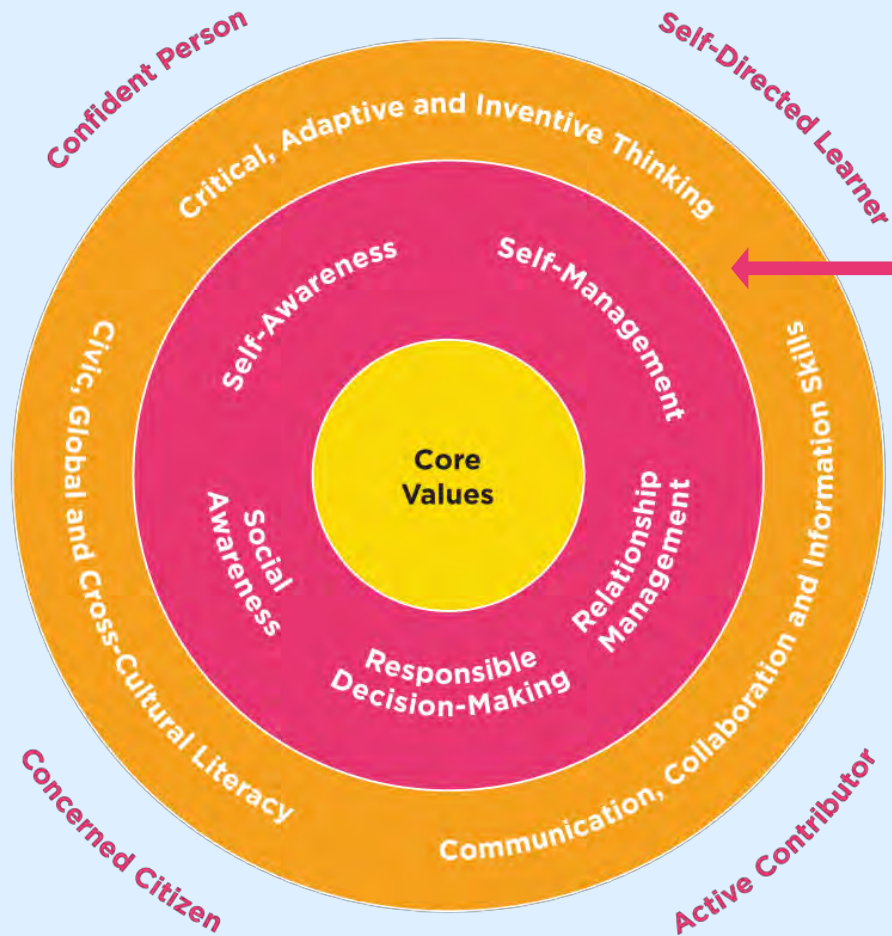 Confident Person
Self-Directed Learner
Critical, Adaptive and Inventive Thinking
Self-Awareness
Self-Management
Civic, Global and Cross-Cultural Literacy
Communication, Collaboration and Information Skills
Core
Values
Social
Awareness
Relationship
Management
Responsible
Decision-Making
Concerned Citizen
Active Contributor